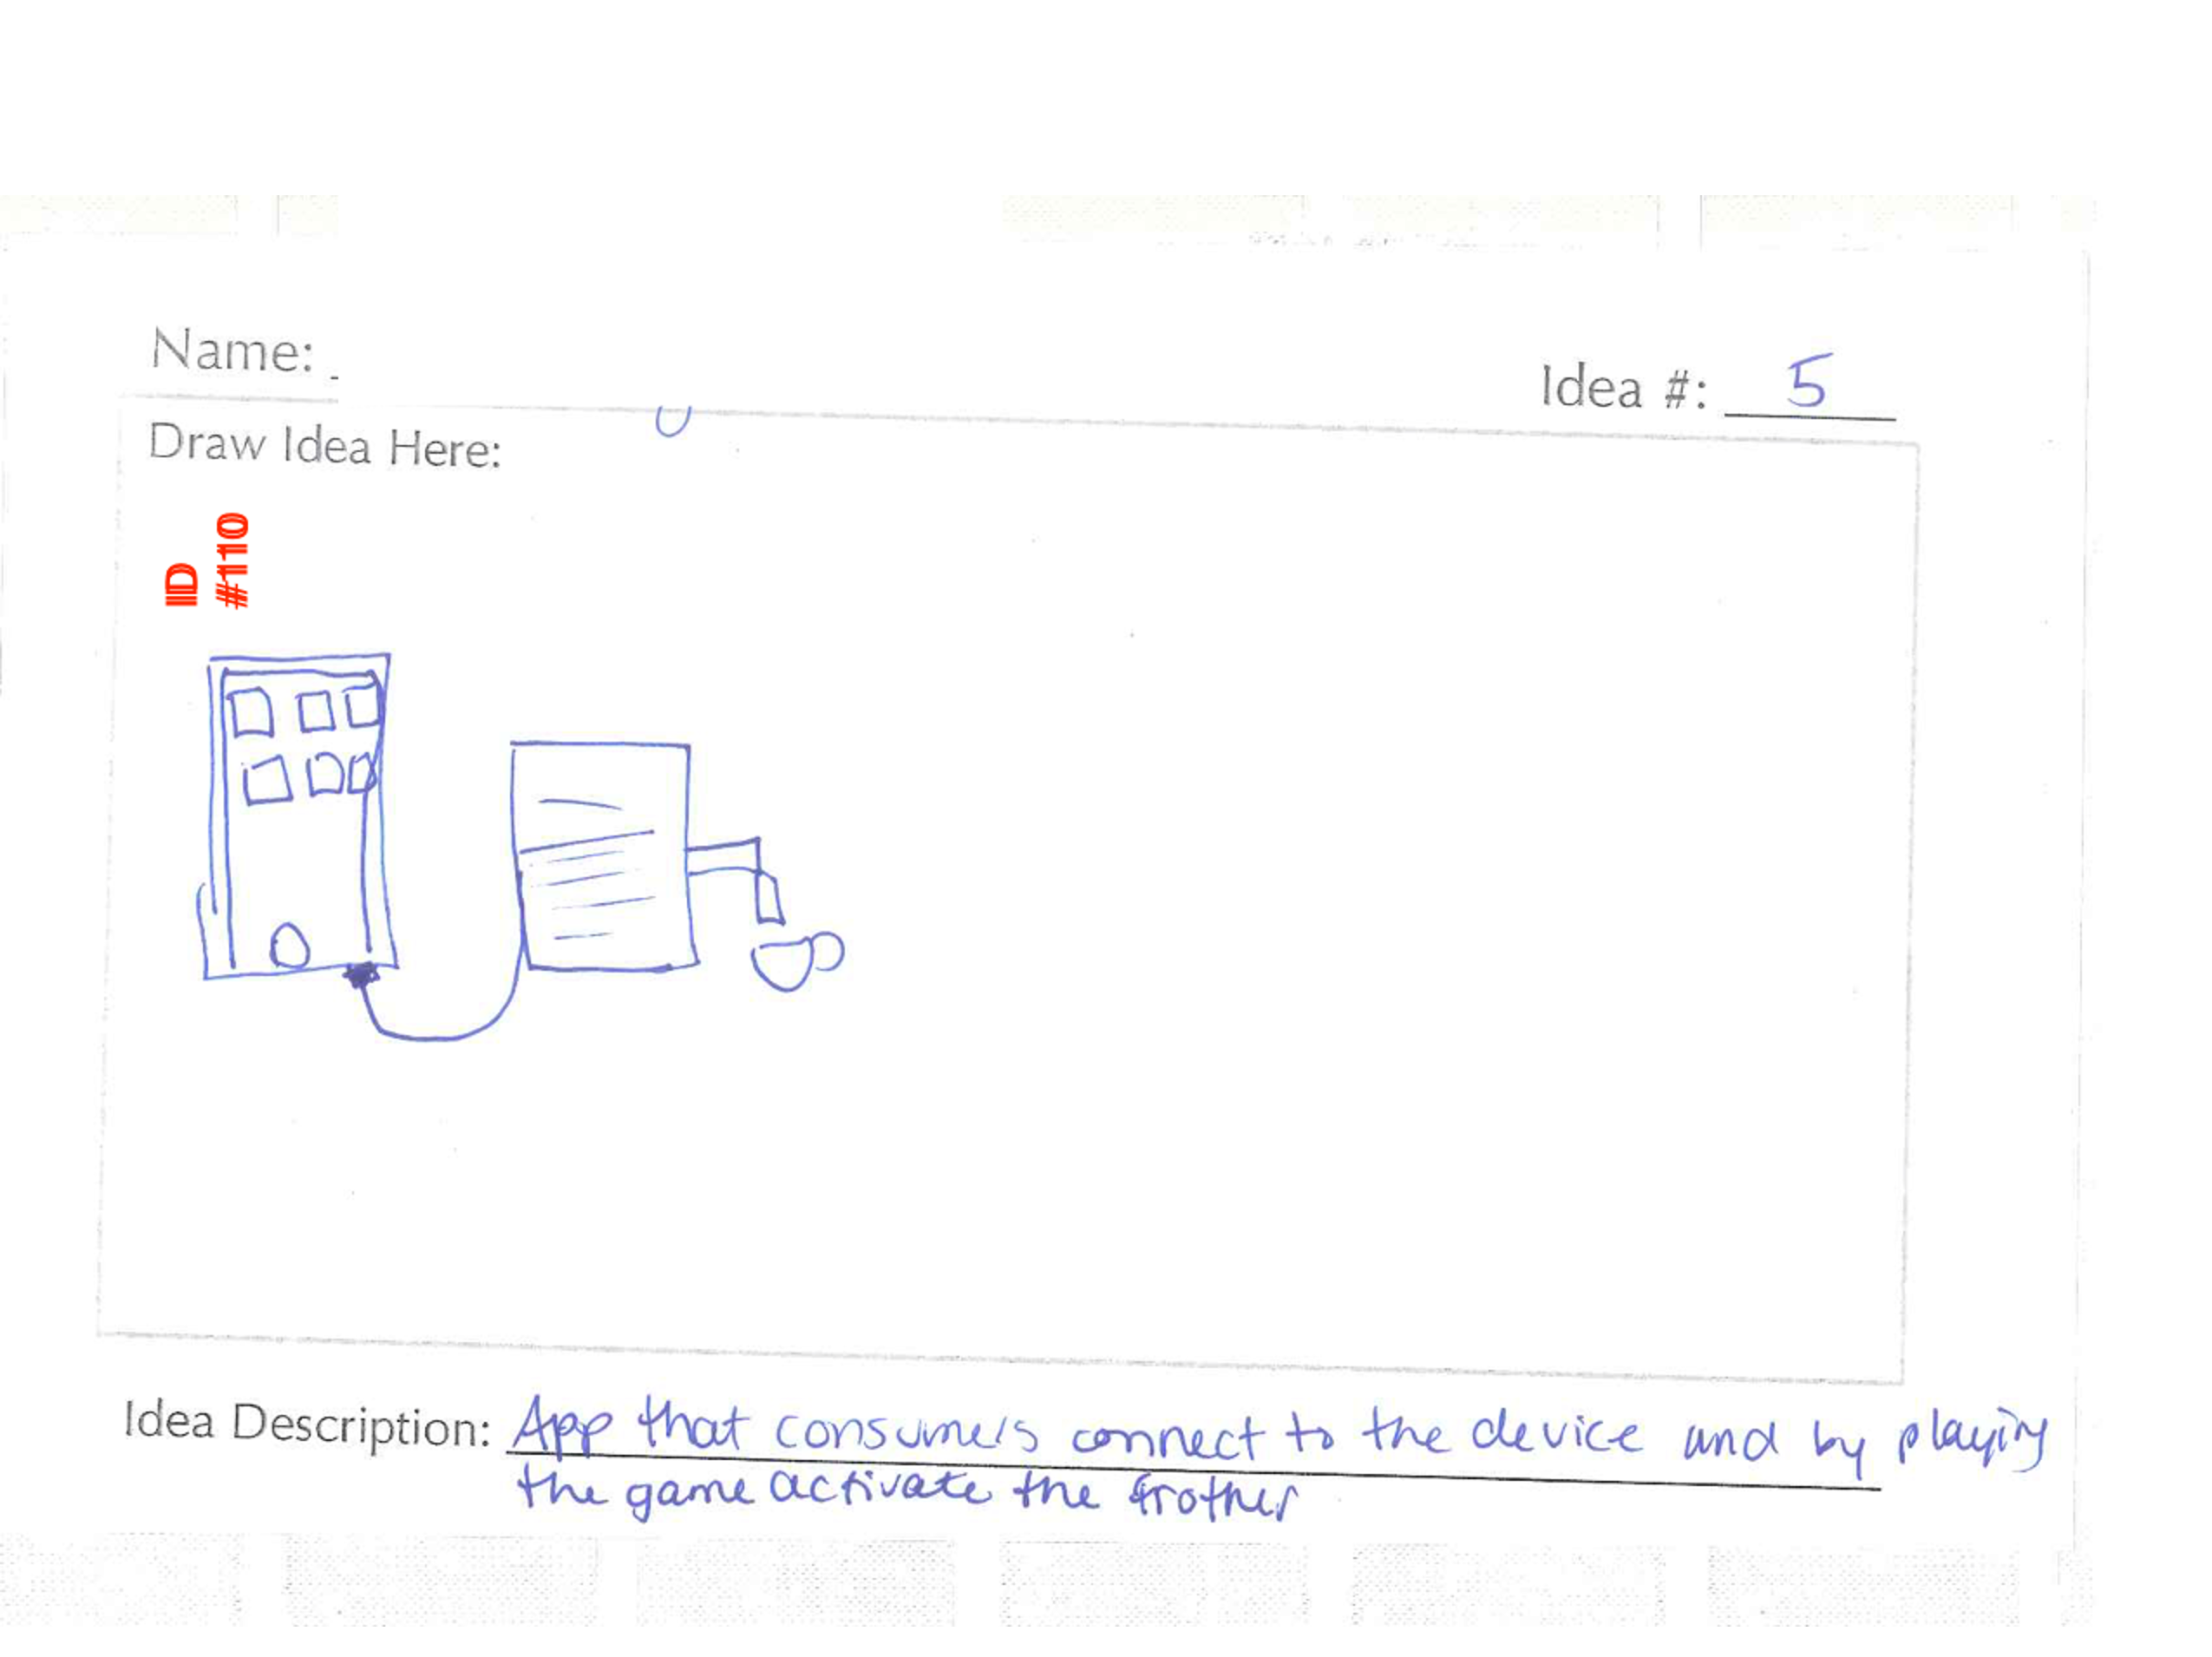 Name:
Idea #: 5
Draw Idea Here:
ID
#110
Idea Description: App that consumers connect to the device and by playing
the game activate the frother